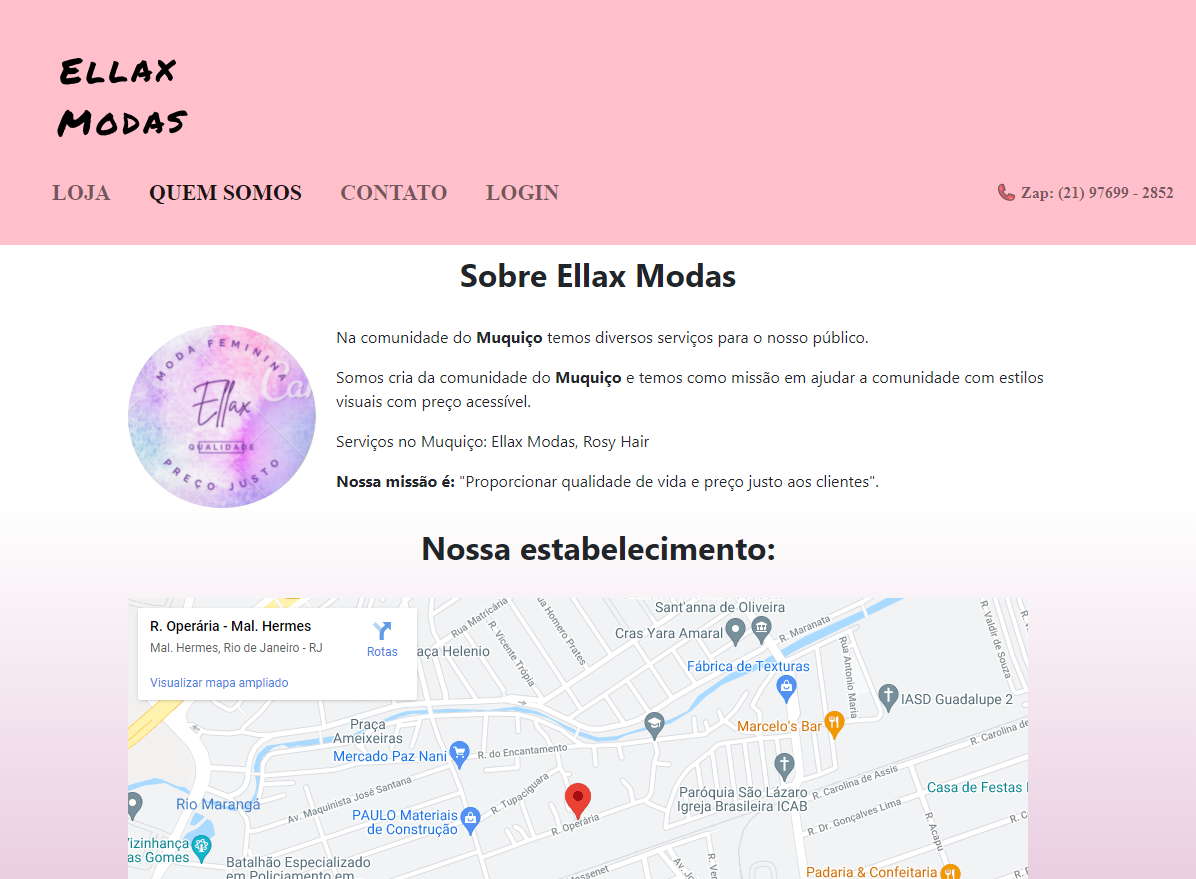 Ellax
Modas
LOJA
QUEM SOMOS
CONTATO
LOGIN
Zap: (21) 97699 - 2852
Sobre Ellax Modas
MODA FEMININA
Ellax
QUALIDADE
PREÇO JUSTO
Na comunidade do Muquiço temos diversos serviços para o nosso público.
Somos cria da comunidade do Muquiço e temos como missão em ajudar a comunidade com estilos
visuais com preço acessível.
Serviços no Muquiço: Ellax Modas, Rosy Hair
Nossa missão é: "Proporcionar qualidade de vida e preço justo aos clientes".
Nossa estabelecimento:
R. Operária - Mal. Hermes
Mal. Hermes, Rio de Janeiro - RJ
Visualizar mapa ampliado
Rotas
aça Helenio
Rua Matricária
R. Vicente Trópia
ua Homero Prates
Sant'anna de Oliveira
Cras Yara Amaral
R. Maranata
R. Valdir de Souza
Fábrica de Texturas
Rua Antonio Maria
IASD Guadalupe 2
Marcelo's Bar
Praça
Ameixeiras
Mercado Paz Nani
R. do Encantamento
R. Carolina de
Rio Marangá
Av. Maquinista José Santana
R. Tupaciguara
Paróquia São Lázaro
Igreja Brasileira ICAB
R. Carolina de Assis
Casa de Festas
PAULO Materiais
de Construção
R. Operária
R. Dr. Gonçalves Lima
R. C
R. Acapu
Vizinhança
as Gomes
Batalhão Especializado
em Policiamento em
Av. Jo
R. Ver
assenet
Padaria & Confeitaria
R. F